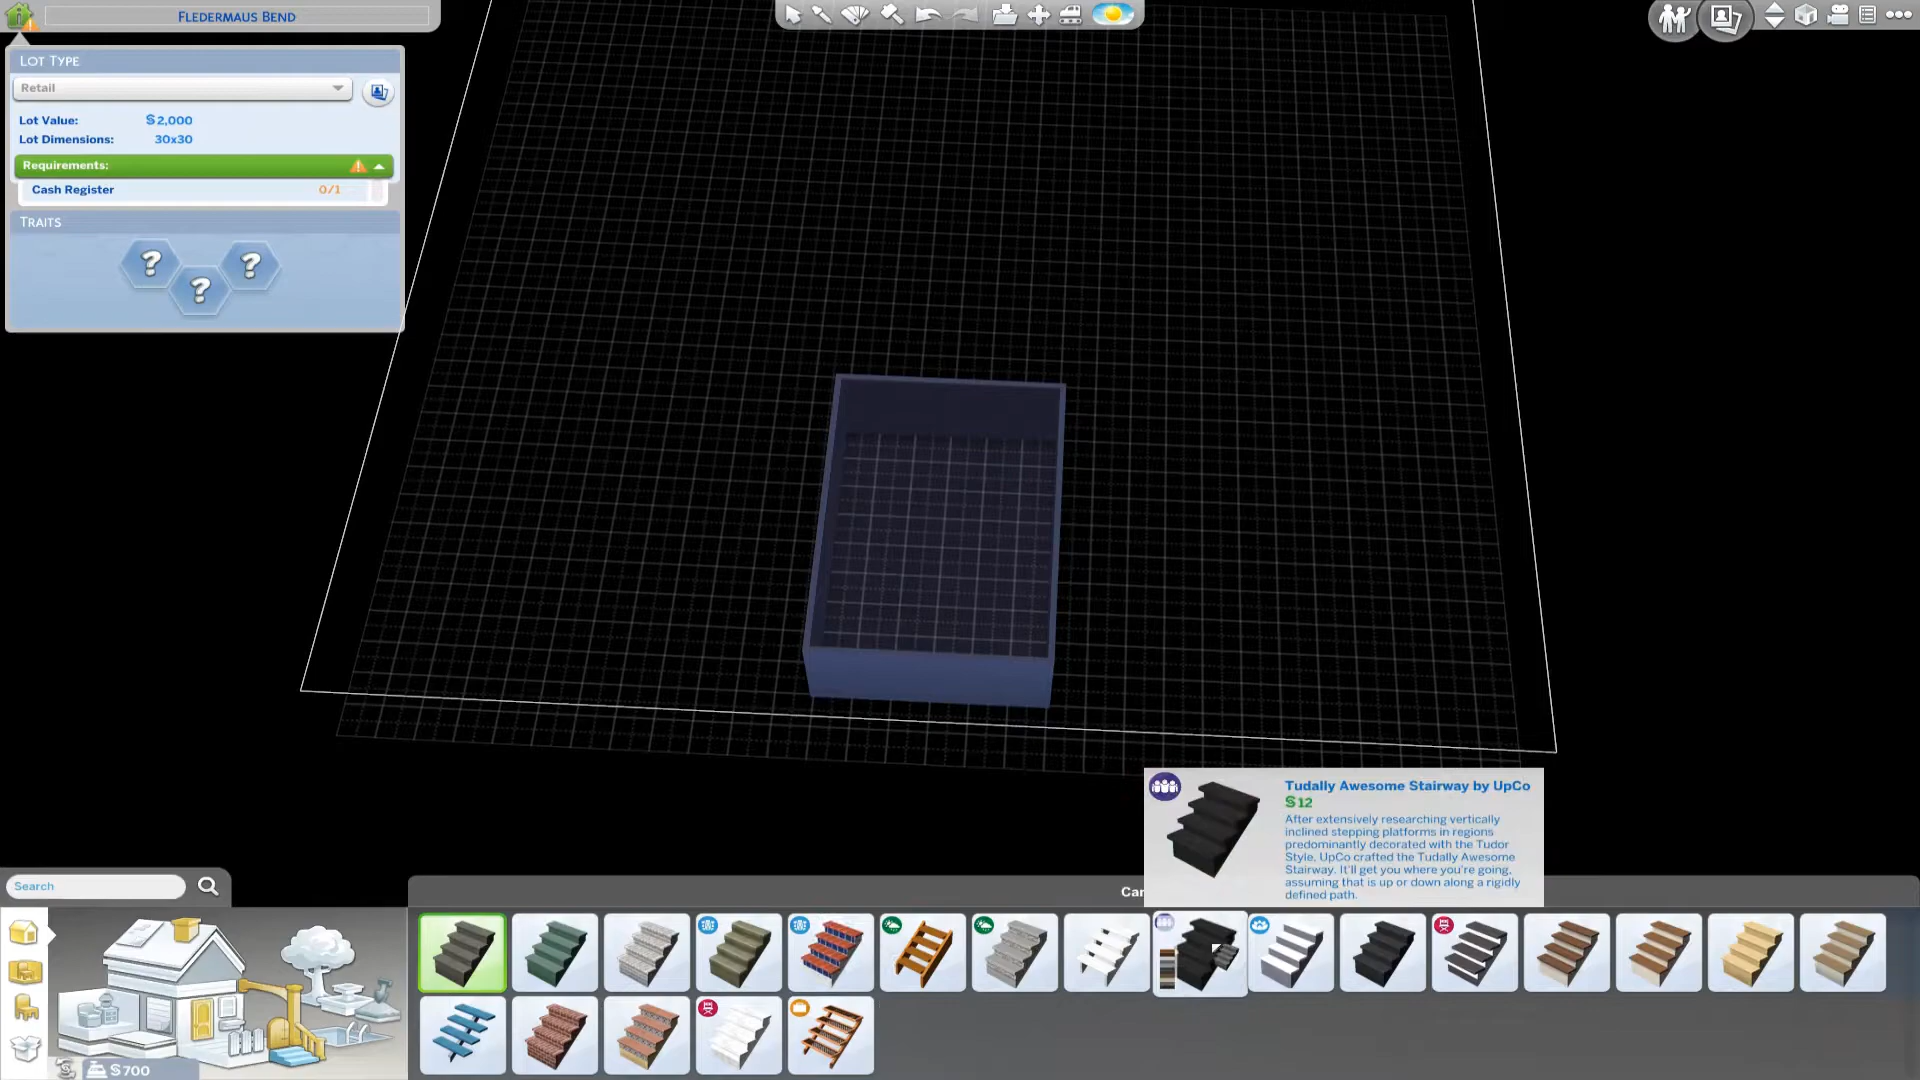 FLEDERMAUS BEND
LOT TYPE
Retail
Lot Value: §2,000
Lot Dimensions: 30x30
Requirements:
Cash Register 0/1
TRAITS
? ? ?
Tudally Awesome Stairway by UpCo
§12
After extensively researching vertically
inclined stepping platforms in regions
predominantly decorated with the Tudor
Style, UpCo crafted the Tudally Awesome
Stairway. It'll get you where you're going,
assuming that is up or down along a rigidly
defined path.
Search
§700